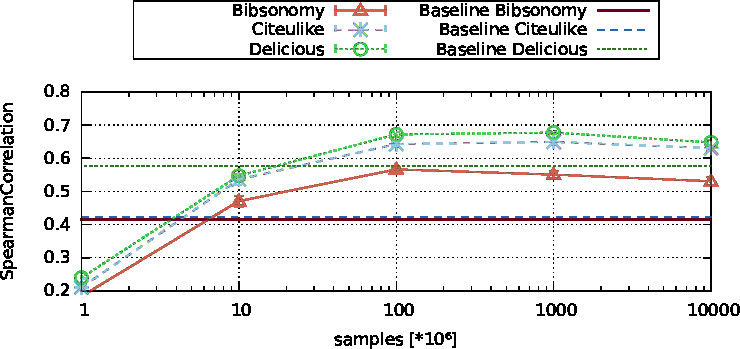 Bibsonomy Baseline Bibsonomy
Citeulike Baseline Citeulike
Delicious Baseline Delicious
SpearmanCorrelation
0.8
0.7
0.6
0.5
0.4
0.3
0.2
1 10 100 1000 10000
samples [*10⁶]